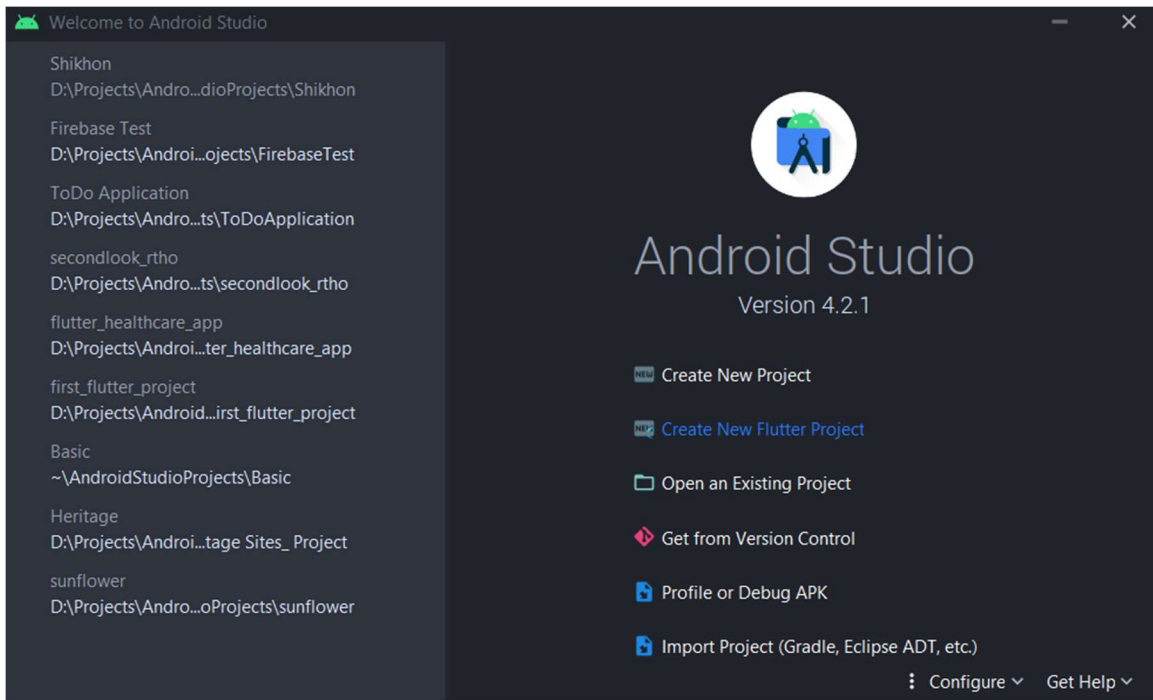 Welcome to Android Studio
Shikhon
D:\Projects\Andro...dioProjects\Shikhon
Firebase Test
D:\Projects\Androi...ojects\FirebaseTest
ToDo Application
D:\Projects\Andro...ts\ToDoApplication
secondlook_rtho
D:\Projects\Andro...ts\secondlook_rtho
flutter_healthcare_app
D:\Projects\Androi...ter_healthcare_app
first_flutter_project
D:\Projects\Android...irst_flutter_project
Basic
~\AndroidStudioProjects\Basic
Heritage
D:\Projects\Androi...tage Sites_ Project
sunflower
D:\Projects\Andro...oProjects\sunflower
Android Studio
Version 4.2.1
NEW Create New Project
NEW Create New Flutter Project
Open an Existing Project
Get from Version Control
Profile or Debug APK
Import Project (Gradle, Eclipse ADT, etc.)
Configure Get Help